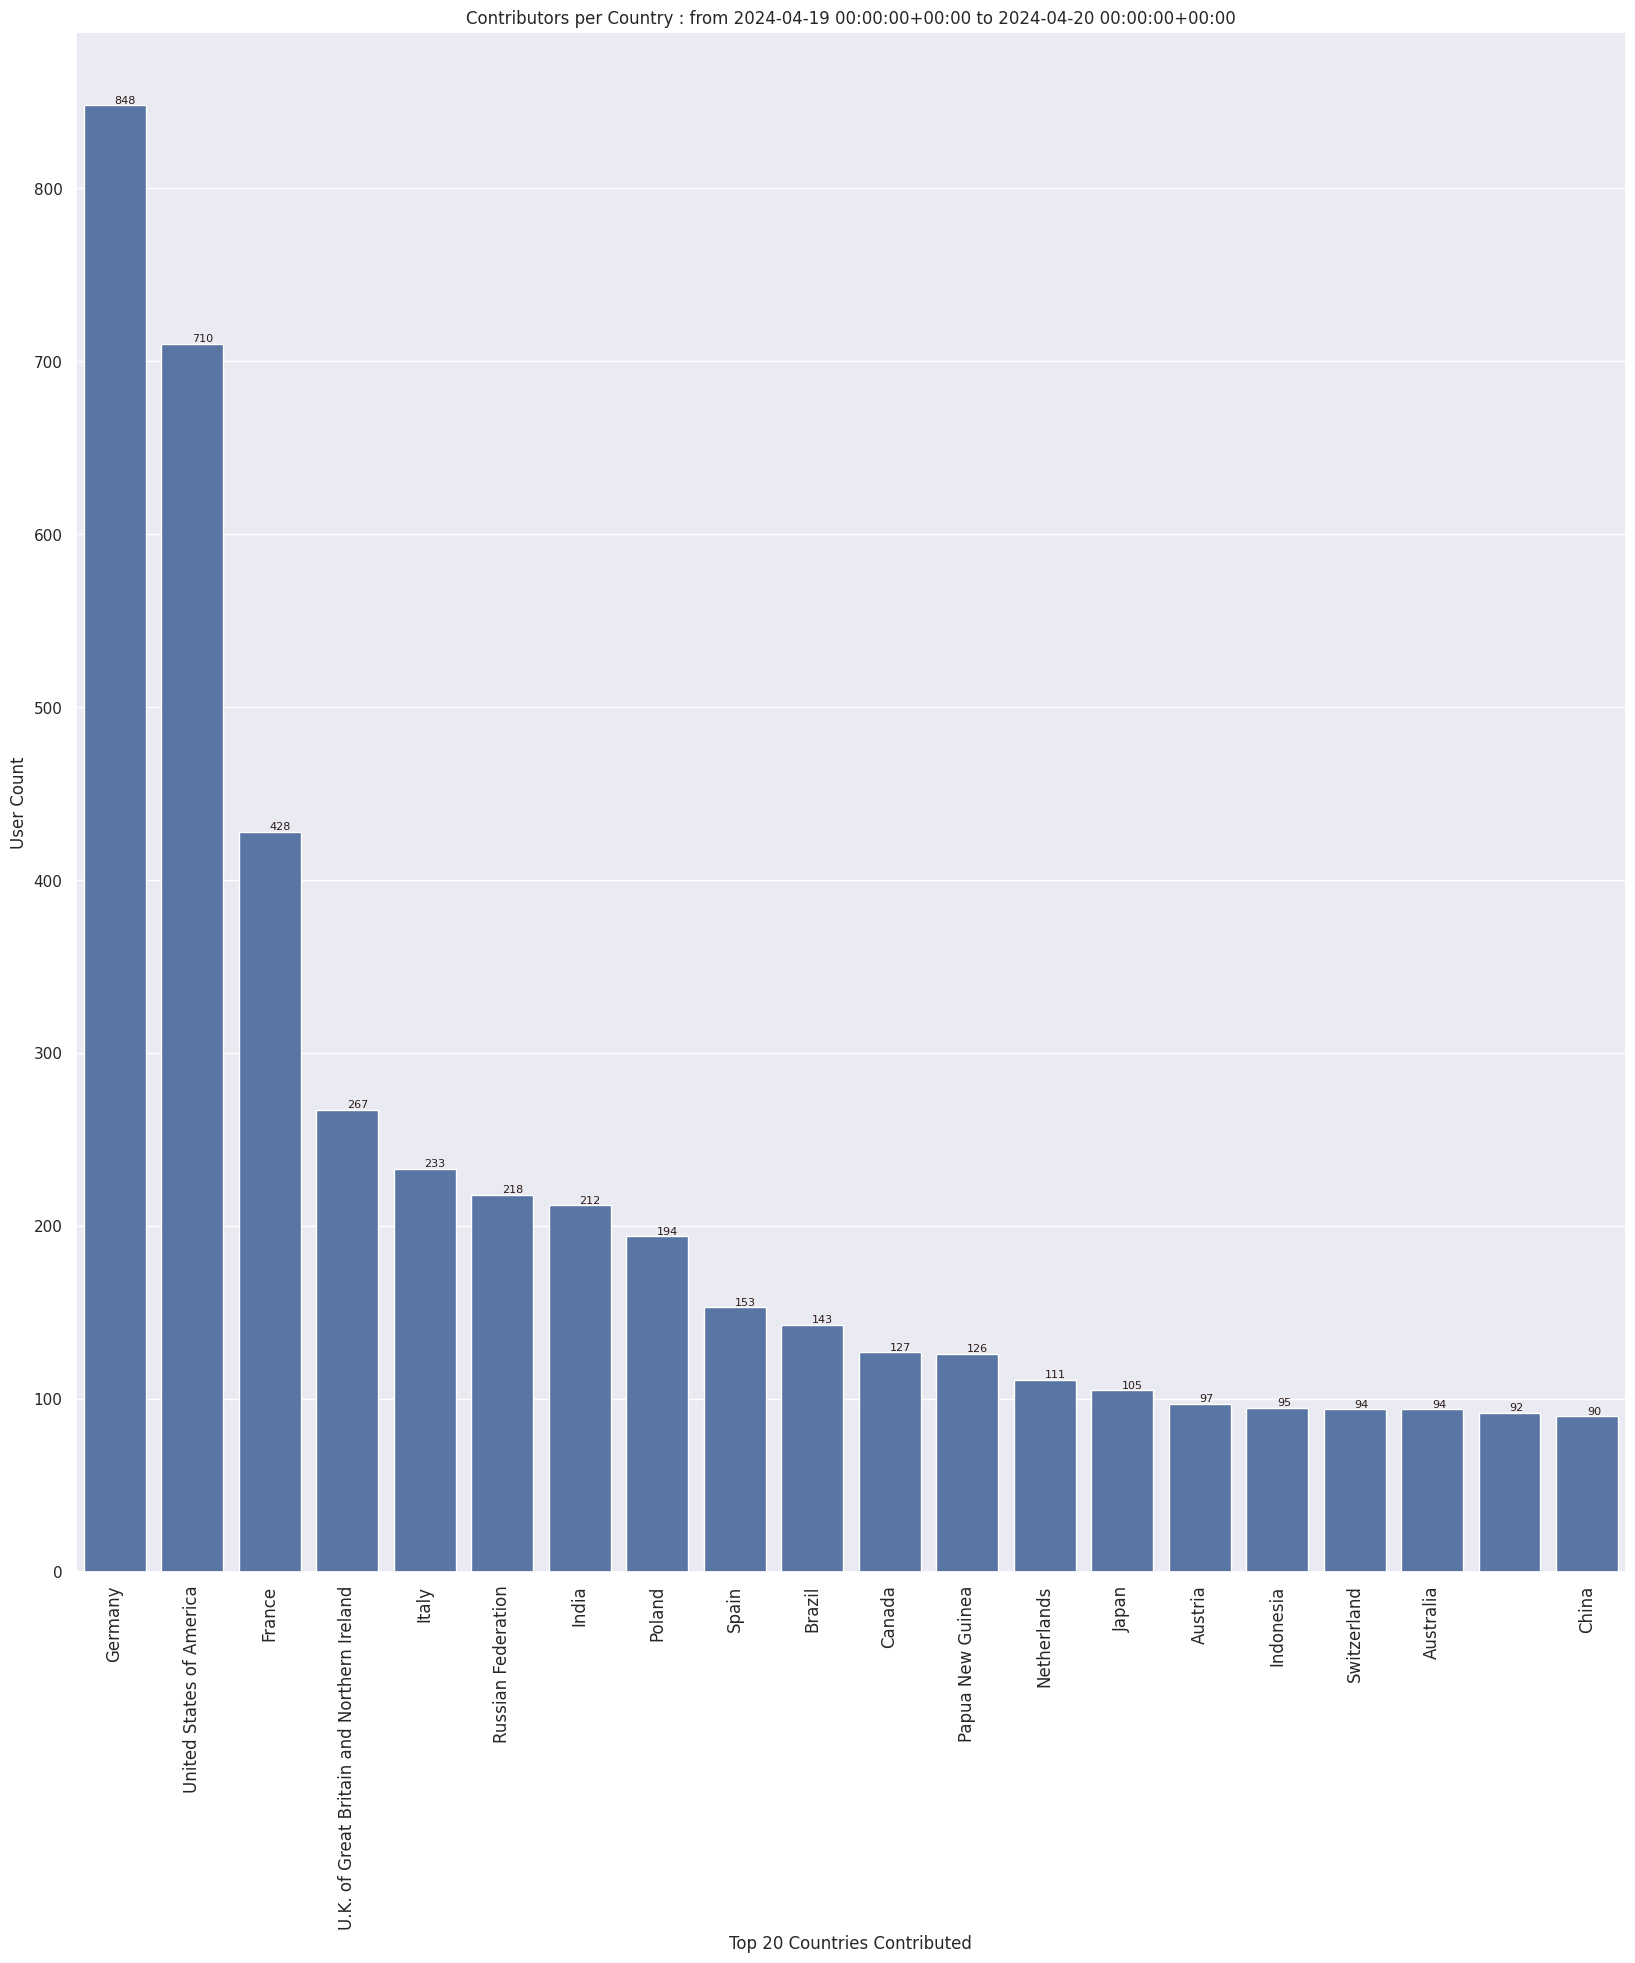 Contributors per Country : from 2024-04-19 00:00:00+00:00 to 2024-04-20 00:00:00+00:00
User Count
800
700
600
500
400
300
200
100
0
848
710
428
267
233
218
212
194
153
143
127
126
111
105
97
95
94
94
92
90
Germany
United States of America
France
U.K. of Great Britain and Northern Ireland
Italy
Russian Federation
India
Poland
Spain
Brazil
Canada
Papua New Guinea
Netherlands
Japan
Austria
Indonesia
Switzerland
Australia
China
Top 20 Countries Contributed